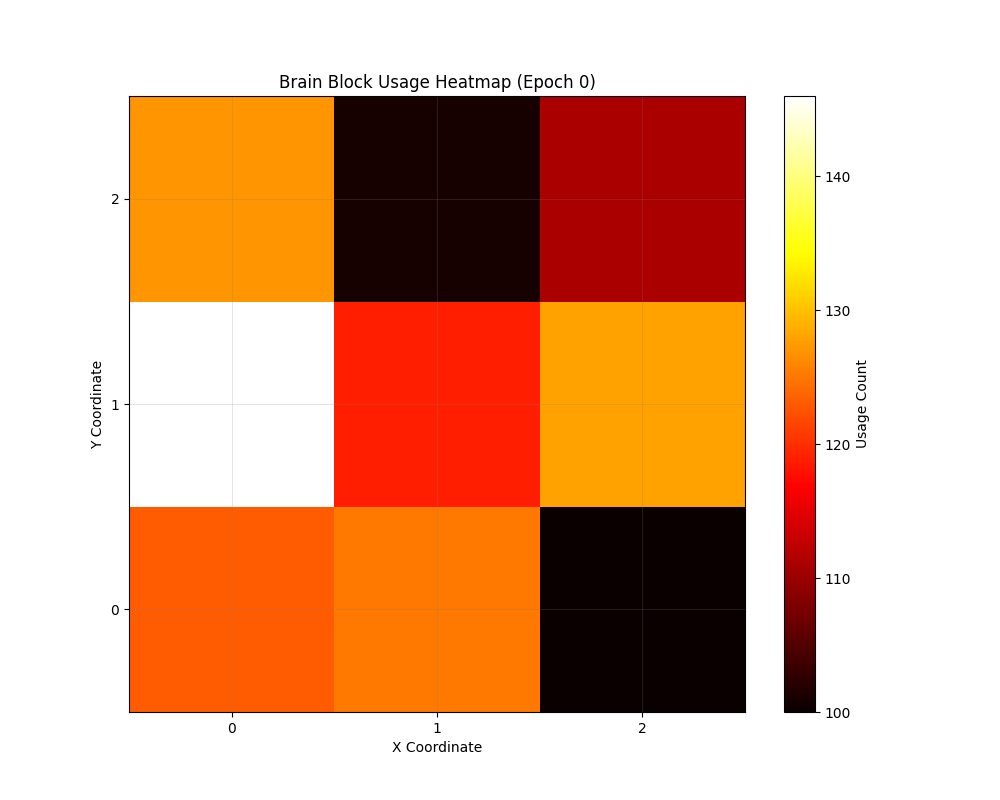 Brain Block Usage Heatmap (Epoch 0)
2
1
0
Y Coordinate
0 1 2
X Coordinate
140
130
120
110
100
Usage Count